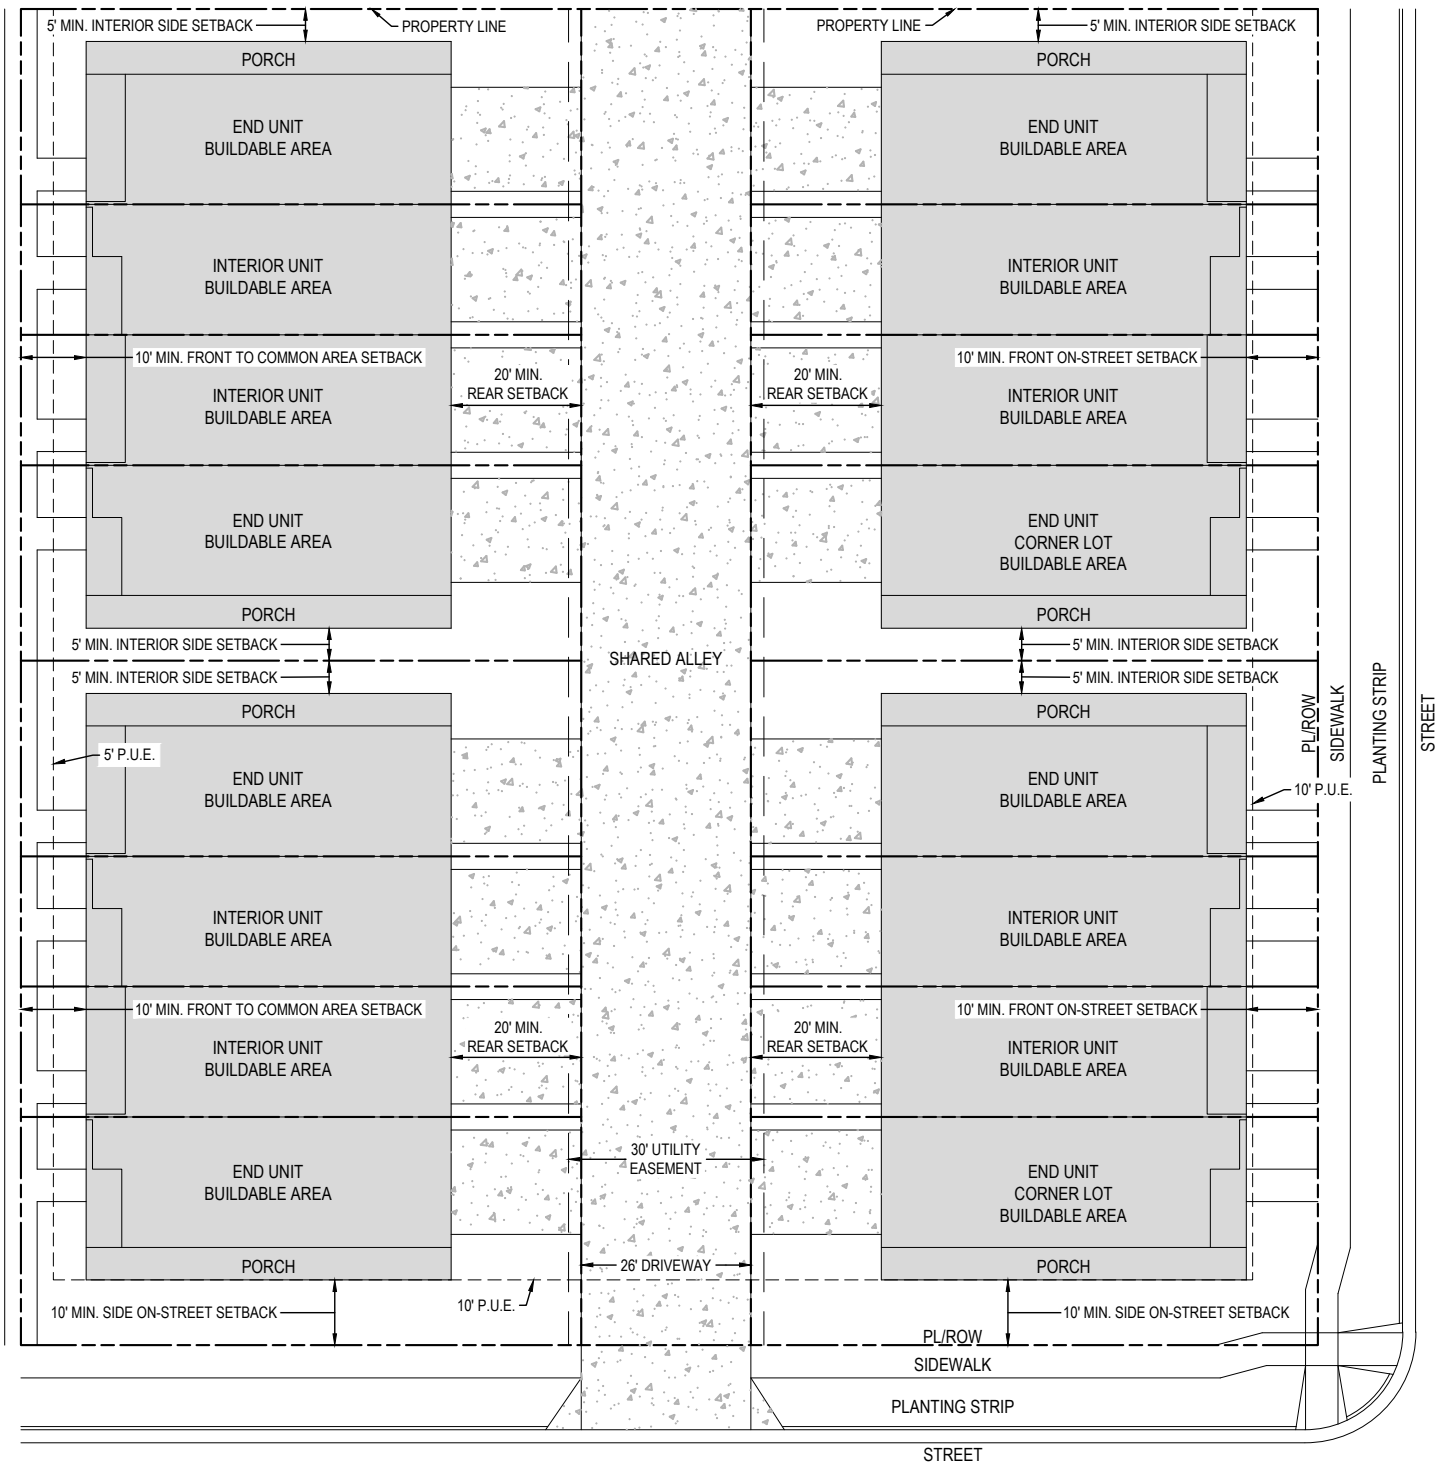 5' MIN. INTERIOR SIDE SETBACK
PROPERTY LINE
PROPERTY LINE
5' MIN. INTERIOR SIDE SETBACK
PORCH
PORCH
END UNIT
BUILDABLE AREA
END UNIT
BUILDABLE AREA
INTERIOR UNIT
BUILDABLE AREA
INTERIOR UNIT
BUILDABLE AREA
10' MIN. FRONT TO COMMON AREA SETBACK
10' MIN. FRONT ON-STREET SETBACK
20' MIN.
REAR SETBACK
20' MIN.
REAR SETBACK
INTERIOR UNIT
BUILDABLE AREA
INTERIOR UNIT
BUILDABLE AREA
END UNIT
BUILDABLE AREA
END UNIT
CORNER LOT
BUILDABLE AREA
PORCH
PORCH
5' MIN. INTERIOR SIDE SETBACK
5' MIN. INTERIOR SIDE SETBACK
SHARED ALLEY
5' MIN. INTERIOR SIDE SETBACK
5' MIN. INTERIOR SIDE SETBACK
PORCH
PORCH
PL/ROW
SIDEWALK
PLANTING STRIP
STREET
5' P.U.E.
10' P.U.E.
END UNIT
BUILDABLE AREA
END UNIT
BUILDABLE AREA
INTERIOR UNIT
BUILDABLE AREA
INTERIOR UNIT
BUILDABLE AREA
10' MIN. FRONT TO COMMON AREA SETBACK
10' MIN. FRONT ON-STREET SETBACK
20' MIN.
REAR SETBACK
20' MIN.
REAR SETBACK
INTERIOR UNIT
BUILDABLE AREA
INTERIOR UNIT
BUILDABLE AREA
30' UTILITY
EASEMENT
END UNIT
BUILDABLE AREA
END UNIT
CORNER LOT
BUILDABLE AREA
PORCH
26' DRIVEWAY
PORCH
10' MIN. SIDE ON-STREET SETBACK
10' P.U.E.
10' MIN. SIDE ON-STREET SETBACK
PL/ROW
SIDEWALK
PLANTING STRIP
STREET